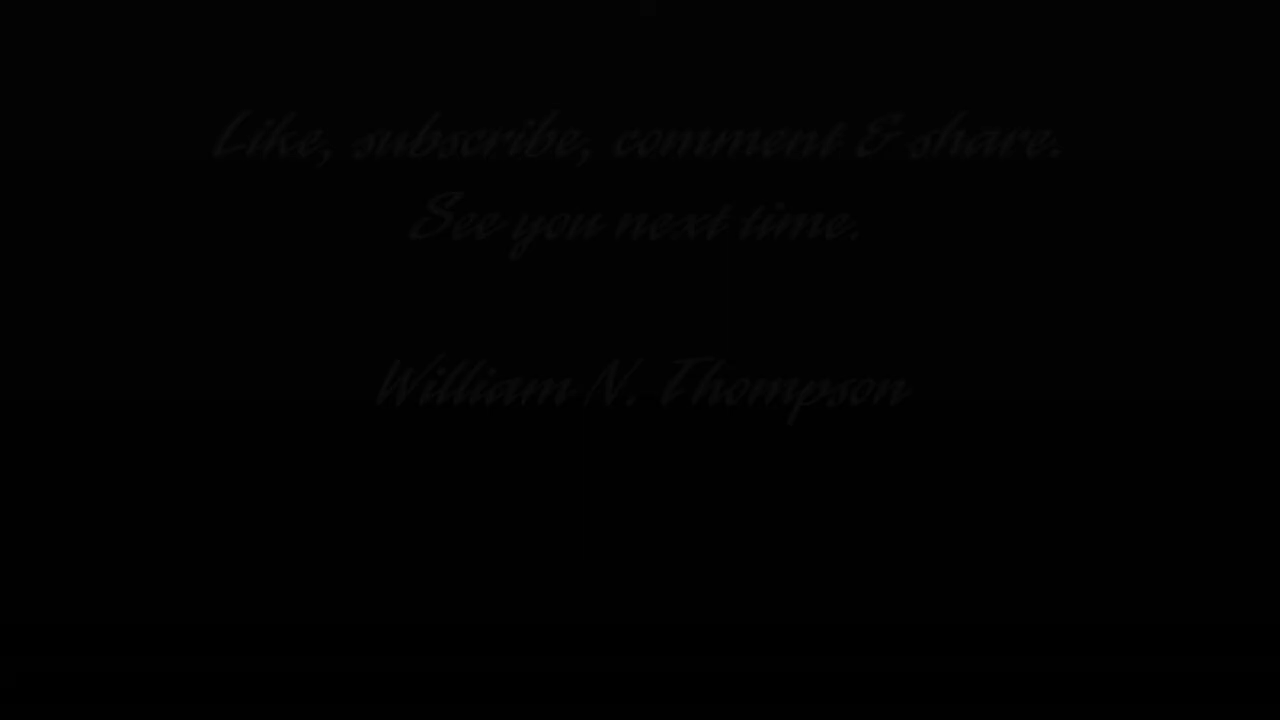 Like, subscribe, comment & share.
See you next time.
William N. Thompson